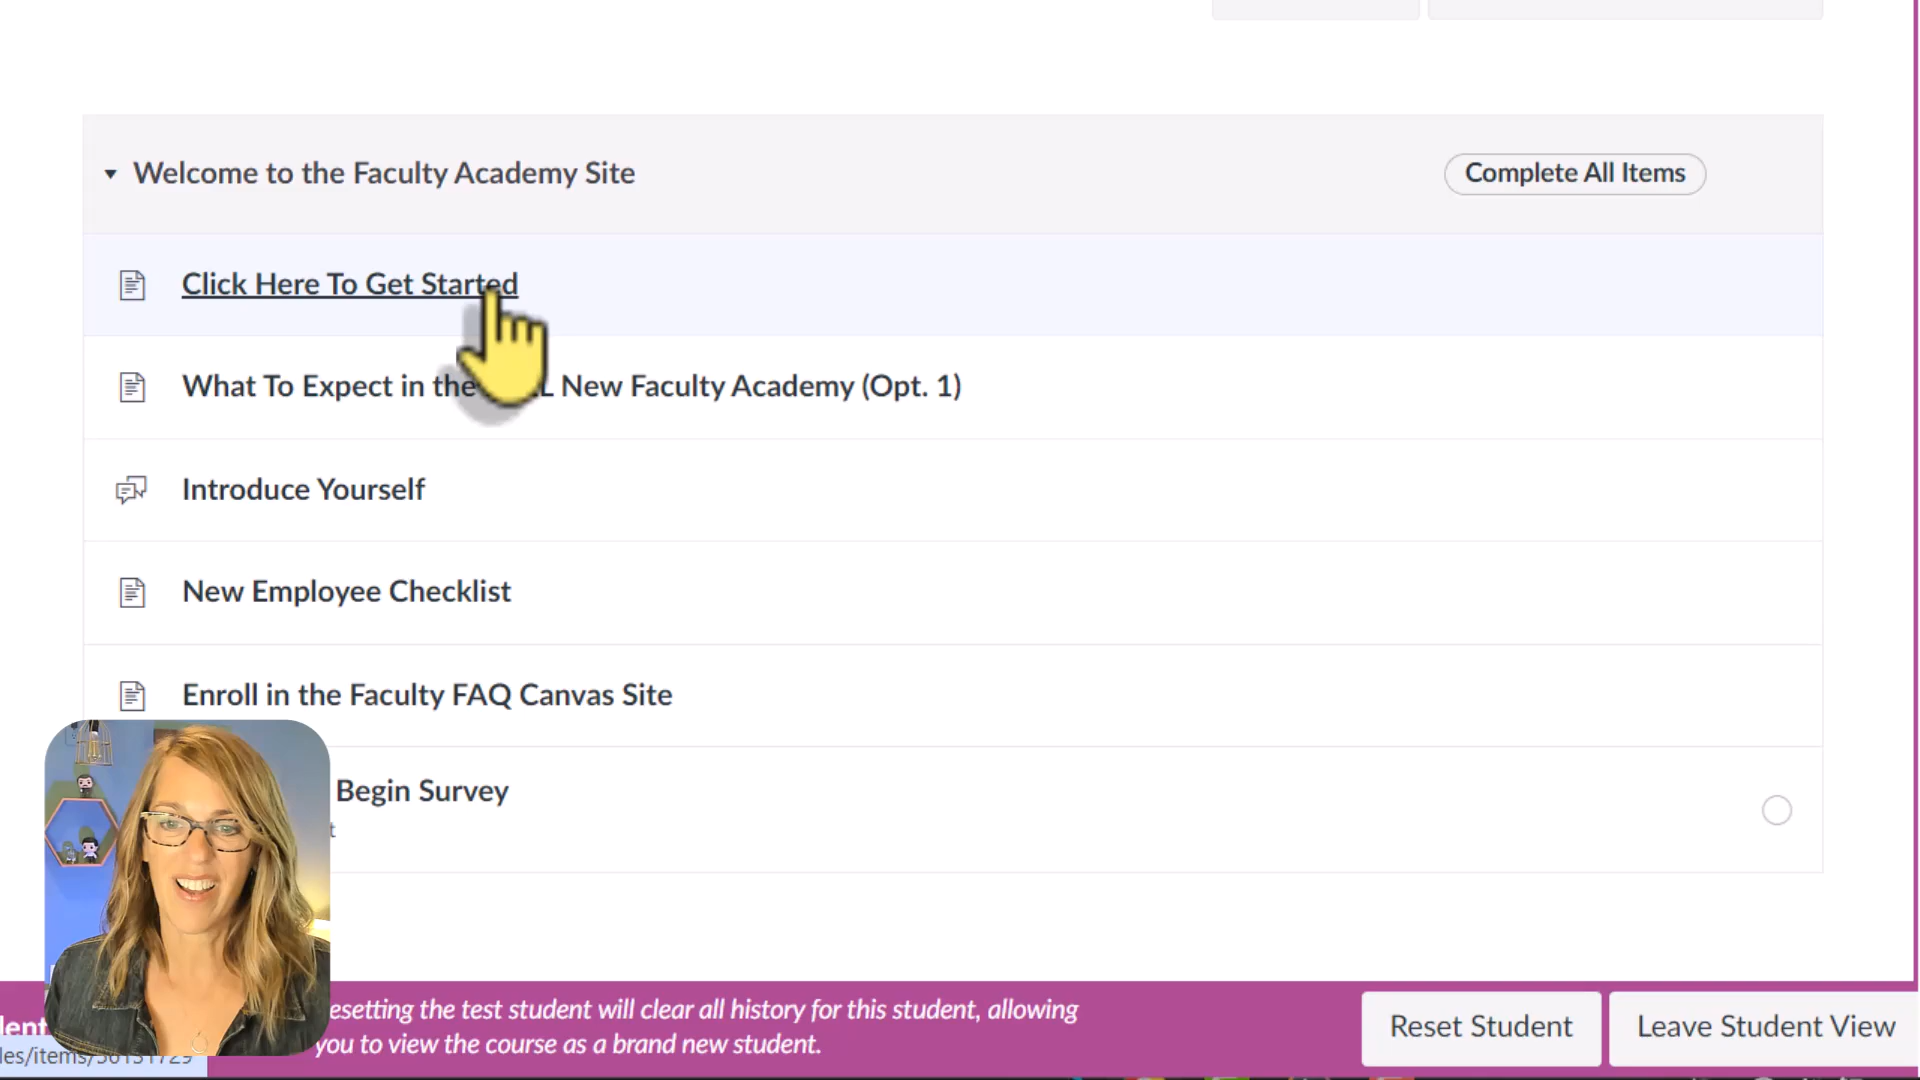 Welcome to the Faculty Academy Site
Complete All Items
Click Here To Get Started
What To Expect in the New Faculty Academy (Opt. 1)
Introduce Yourself
New Employee Checklist
Enroll in the Faculty FAQ Canvas Site
Begin Survey
esetting the test student will clear all history for this student, allowing
you to view the course as a brand new student.
Reset Student
Leave Student View